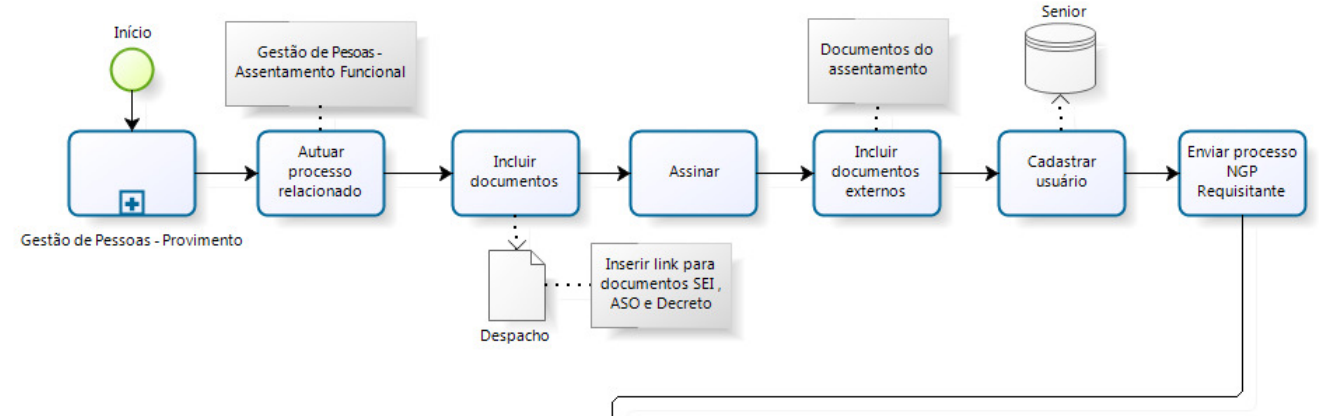 Início
Gestão de Pesoas -
Assentamento Funcional
Documentos do
assentamento
Senior
Gestão de Pessoas - Provimento
Autuar
processo
relacionado
Incluir
documentos
Assinar
Incluir
documentos
externos
Cadastrar
usuário
Enviar processo
NGP
Requisitante
Despacho
Inserir link para
documentos SEI ,
ASO e Decreto